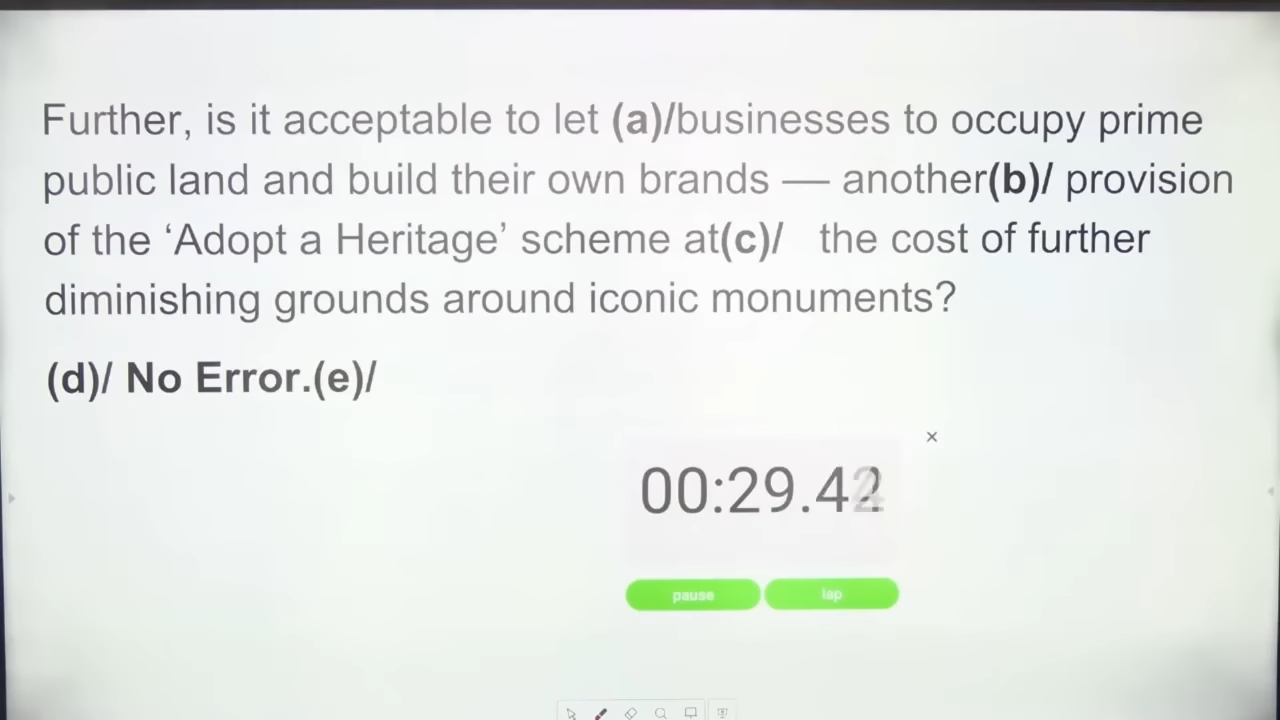 Further, is it acceptable to let (a)/businesses to occupy prime
public land and build their own brands — another(b)/ provision
of the ‘Adopt a Heritage’ scheme at(c)/ the cost of further
diminishing grounds around iconic monuments?
(d)/ No Error.(e)/
×
00:29.4
pause
lap